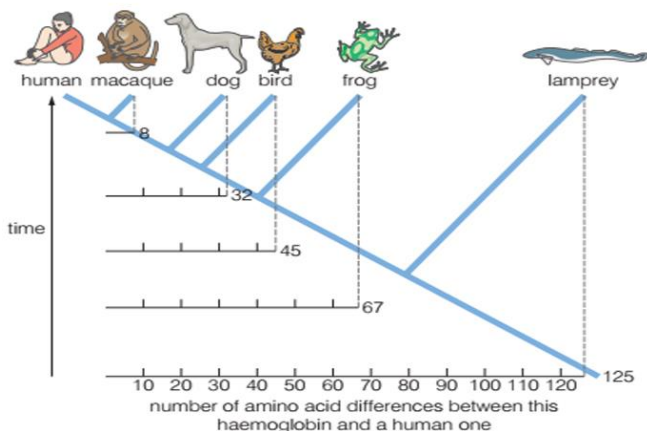 human macaque dog bird frog lamprey
8
32
time
45
67
125
10 20 30 40 50 60 70 80 90 100 110 120
number of amino acid differences between this
haemoglobin and a human one